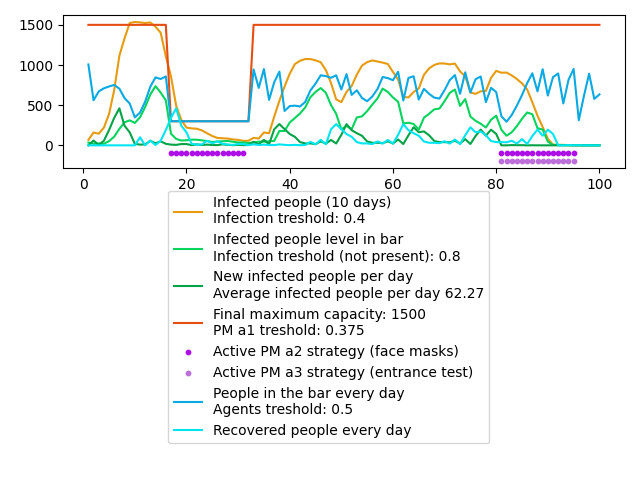 1500
1000
500
0
0
20
40
60
80
100
Infected people (10 days)
Infection treshold: 0.4
Infected people level in bar
Infection treshold (not present): 0.8
New infected people per day
Average infected people per day 62.27
Final maximum capacity: 1500
PM a1 treshold: 0.375
Active PM a2 strategy (face masks)
Active PM a3 strategy (entrance test)
People in the bar every day
Agents treshold: 0.5
Recovered people every day